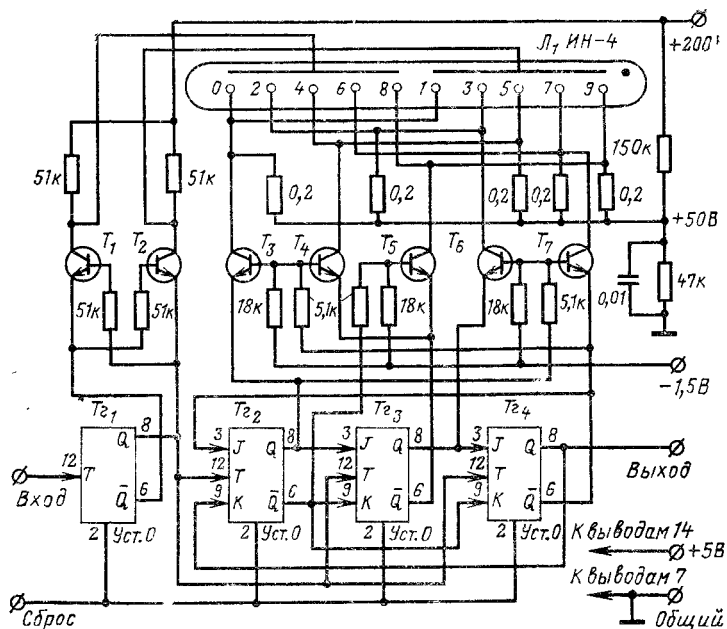 +200
Л₁ ИН-4
0 2 4 6 8 1 3 5 7 9
51к
51к
150к
0,2
0,2
0,2
0,2
0,2
+50В
T₁
T₂
T₃
T₄
T₅
T₆
T₇
51к
51к
18к
5,1к
18к
18к
5,1к
0,01
47к
-1,5В
Тг₁
Тг₂
Тг₃
Тг₄
12 T Q 8
Q̅ 6
2 Уст.0
3 J Q 8
12 T
9 K Q̅ 6
2 Уст.0
3 J Q 8
12 T
9 K Q̅ 6
2 Уст.0
3 J Q 8
12 T
9 K Q̅ 6
2 Уст.0
Вход
Выход
К выводам 14
+5В
К выводам 7
Сброс
Общий